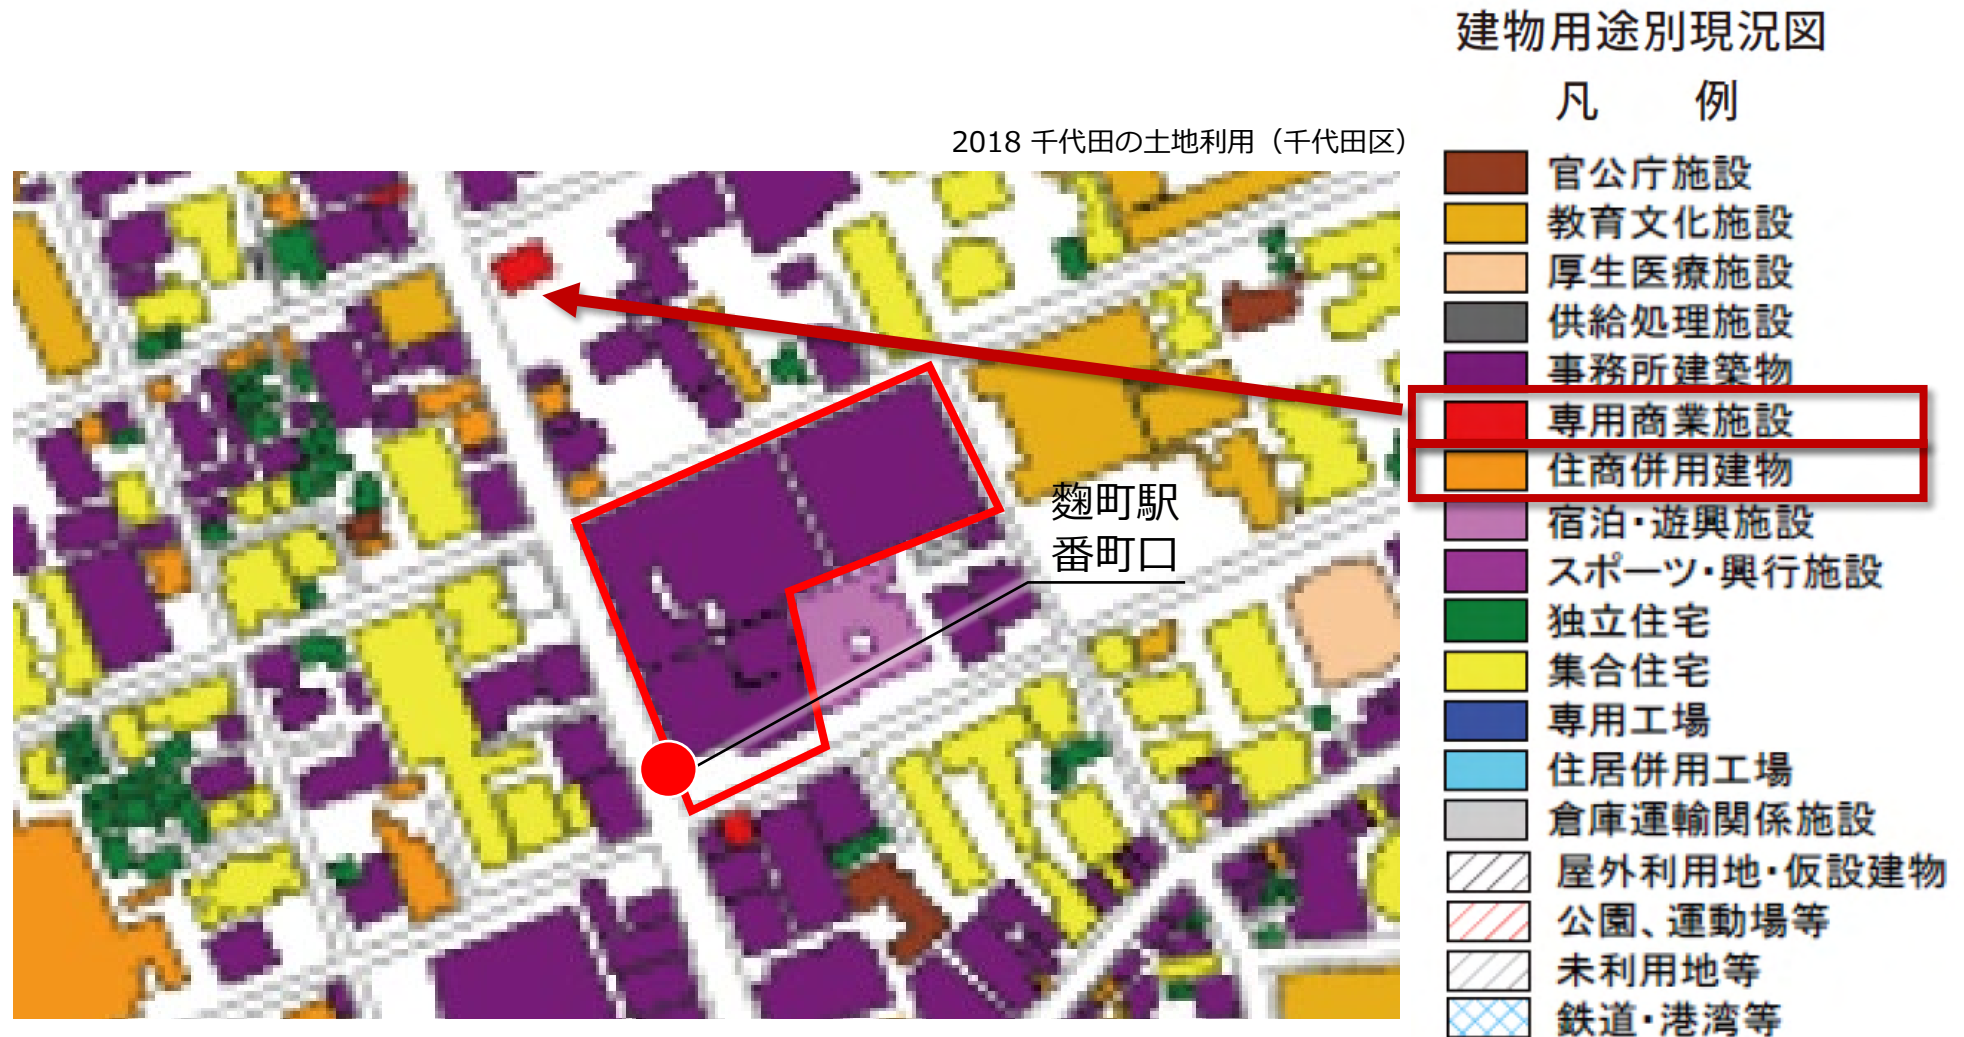 建物用途別現況図
凡 例
2018 千代田の土地利用（千代田区）
官公庁施設
教育文化施設
厚生医療施設
供給処理施設
事務所建築物
専用商業施設
住商併用建物
宿泊・遊興施設
スポーツ・興行施設
独立住宅
集合住宅
専用工場
住居併用工場
倉庫運輸関係施設
屋外利用地・仮設建物
公園、運動場等
未利用地等
鉄道・港湾等
麴町駅
番町口